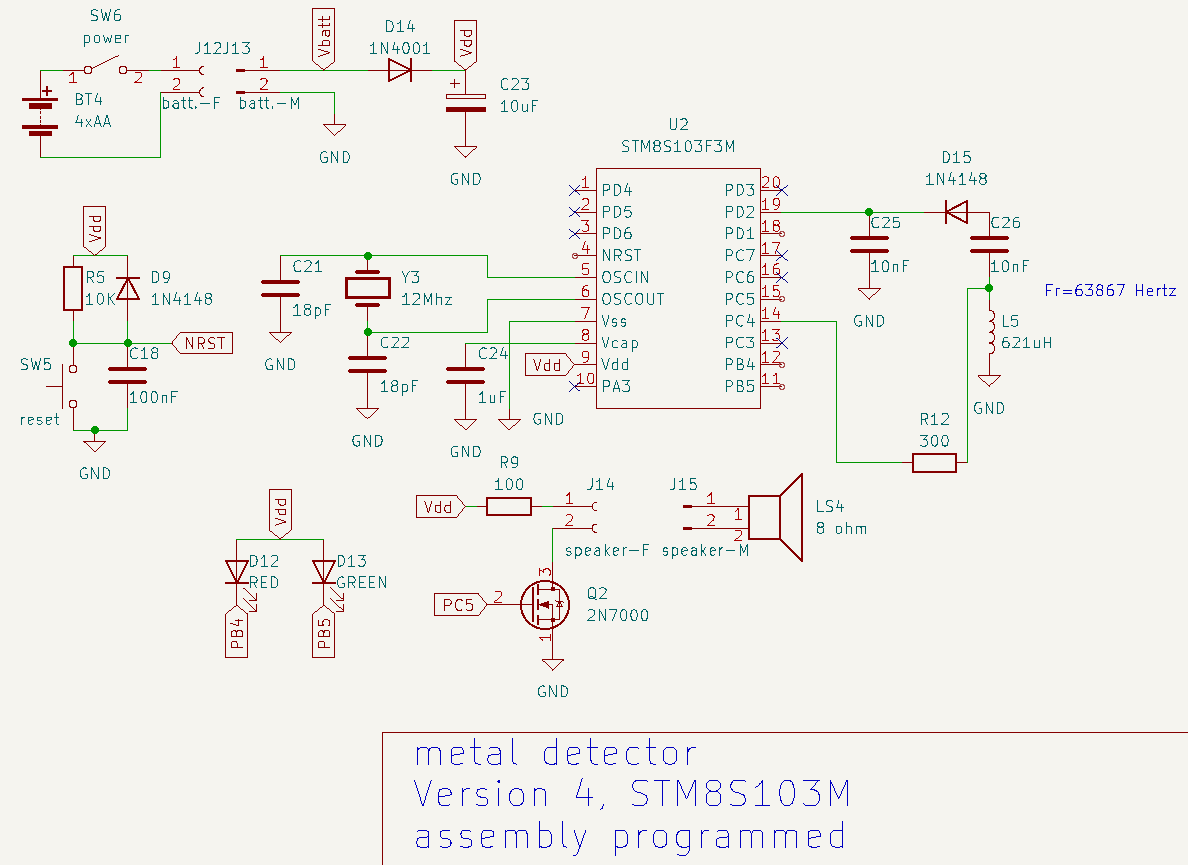 SW6
power
1
2
BT4
4xAA
J12
J13
1
2
1
2
batt.-F
batt.-M
GND
Vbatt
D14
1N4001
Vdd
C23
10uF
GND
U2
STM8S103F3M
1 PD4
2 PD5
3 PD6
4 NRST
5 OSCIN
6 OSCOUT
7 Vss
8 Vcap
9 Vdd
10 PA3
PD3 20
PD2 19
PD1 18
PC7 17
PC6 16
PC5 15
PC4 14
PC3 13
PB4 12
PB5 11
D15
1N4148
C25
10nF
GND
C26
10nF
Fr=63867 Hertz
L5
621uH
GND
R12
300
Vdd
R5
10K
D9
1N4148
NRST
SW5
reset
C18
100nF
GND
C21
18pF
GND
Y3
12Mhz
C22
18pF
GND
C24
1uF
GND
GND
Vdd
Vdd
D12
RED
D13
GREEN
PB4
PB5
R9
100
Vdd
J14
1
2
speaker-F
J15
1
2
speaker-M
1
2
LS4
8 ohm
PC5
2
3
1
Q2
2N7000
GND
metal detector
Version 4, STM8S103M
assembly programmed